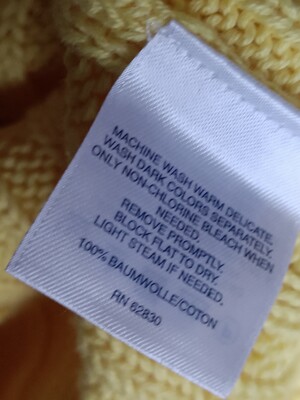 MACHINE WASH WARM DELICATE.
WASH DARK COLORS SEPARATELY.
ONLY NON-CHLORINE BLEACH WHEN
NEEDED.
REMOVE PROMPTLY.
BLOCK FLAT TO DRY.
LIGHT STEAM IF NEEDED.
100% BAUMWOLLE/COTON
RN 62830